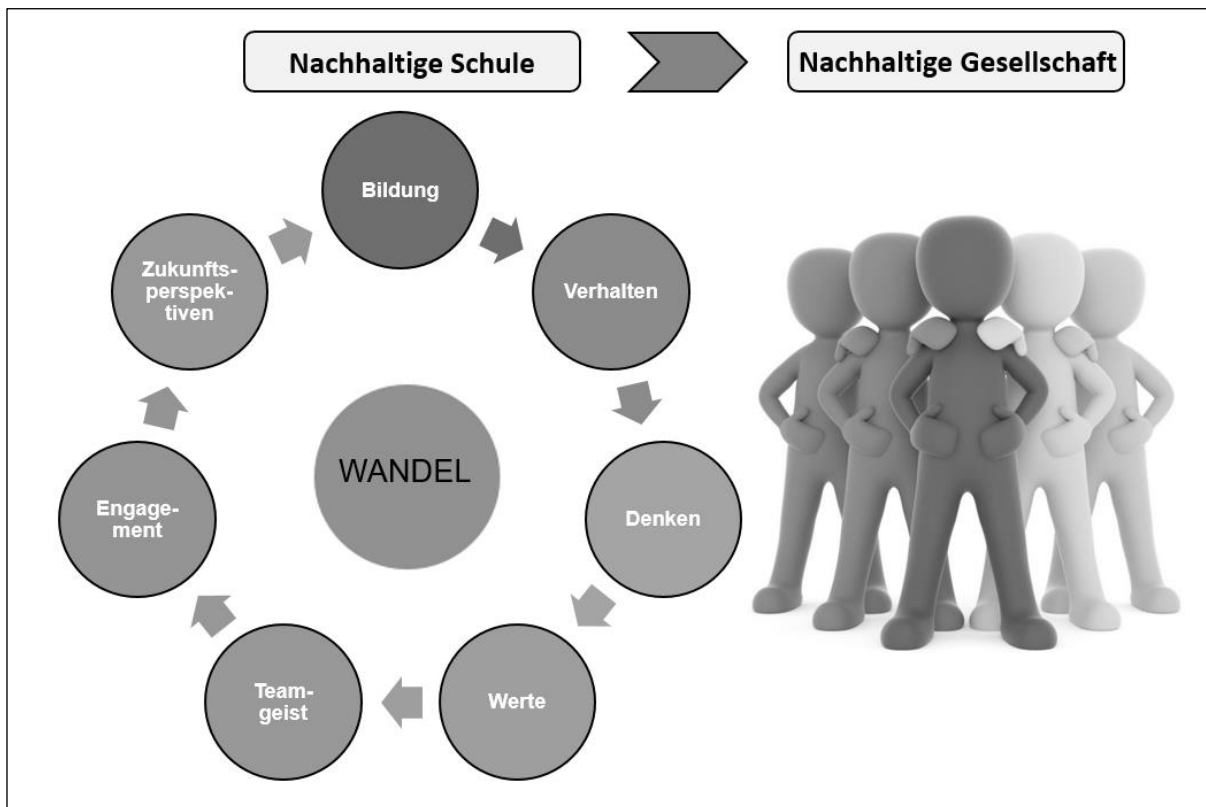 Nachhaltige Schule
Nachhaltige Gesellschaft
Bildung
Verhalten
Denken
Werte
Team-
geist
Engage-
ment
Zukunfts-
perspek-
tiven
WANDEL